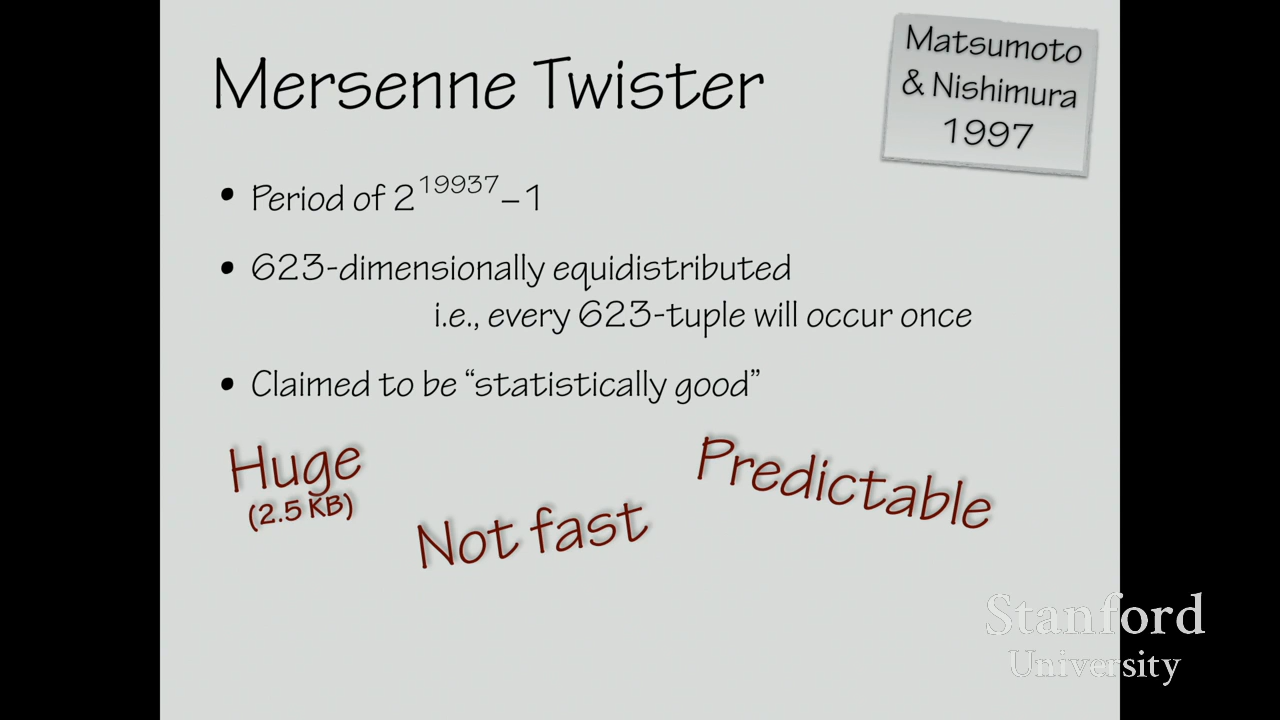 Mersenne Twister
Matsumoto
& Nishimura
1997
• Period of 2^19937 – 1
• 623-dimensionally equidistributed
i.e., every 623-tuple will occur once
• Claimed to be “statistically good”
Huge
(2.5 KB)
Not fast
Predictable
Stanford
University